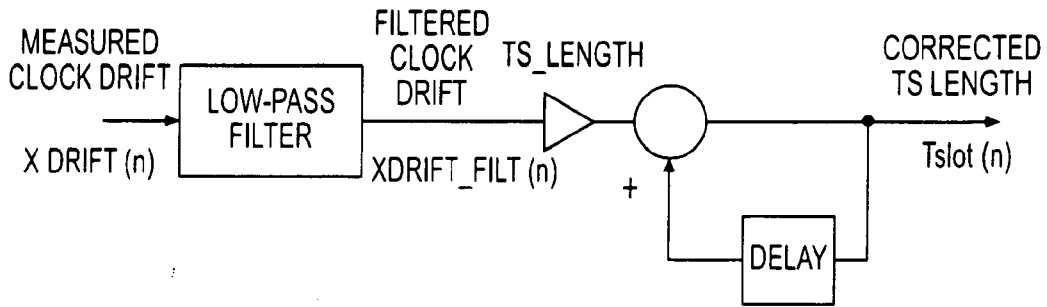 MEASURED
CLOCK DRIFT
X DRIFT (n)
LOW-PASS
FILTER
FILTERED
CLOCK
DRIFT
XDRIFT_FILT (n)
TS_LENGTH
+
DELAY
CORRECTED
TS LENGTH
Tslot (n)